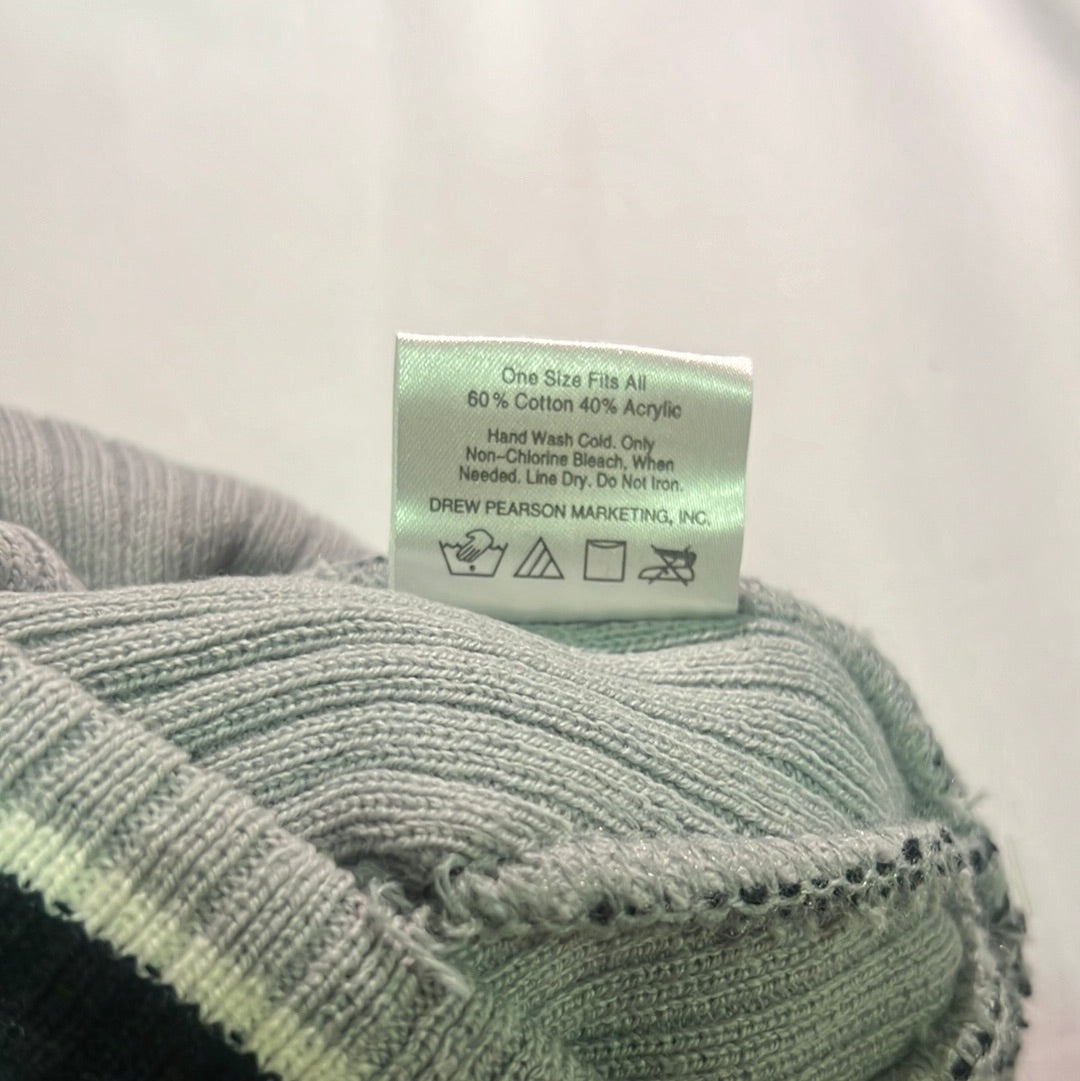 One Size Fits All
60% Cotton 40% Acrylic
Hand Wash Cold. Only
Non-Chlorine Bleach, When
Needed. Line Dry. Do Not Iron.
DREW PEARSON MARKETING, INC.